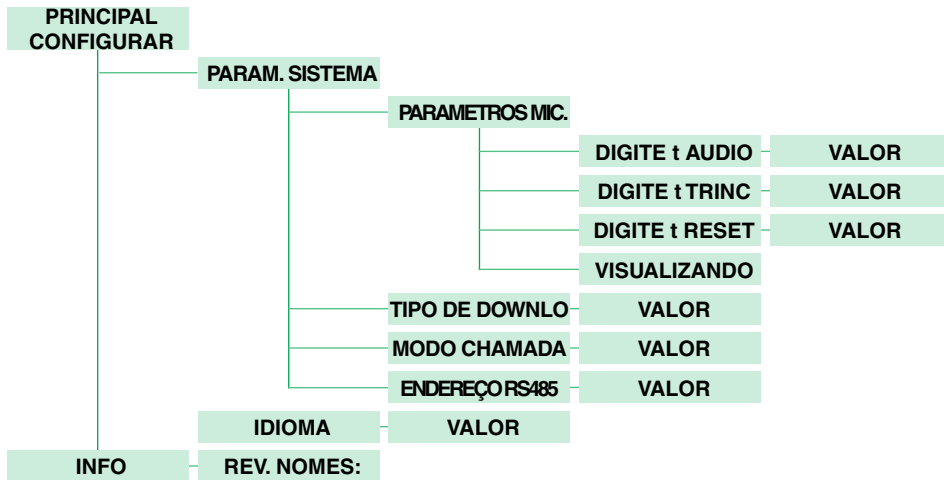 PRINCIPAL
CONFIGURAR
PARAM. SISTEMA
PARAMETROS MIC.
DIGITE t AUDIO VALOR
DIGITE t TRINC VALOR
DIGITE t RESET VALOR
VISUALIZANDO
TIPO DE DOWNLO VALOR
MODO CHAMADA VALOR
ENDEREÇO RS485 VALOR
IDIOMA VALOR
INFO REV. NOMES: